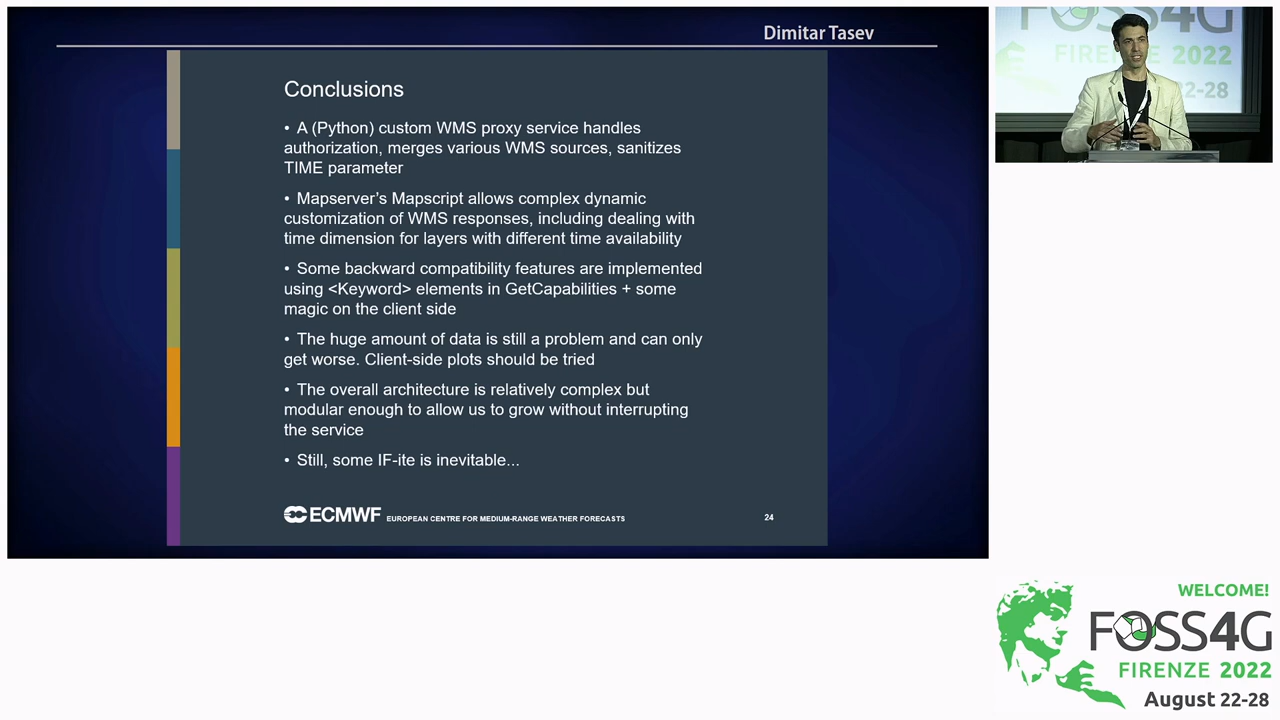 Dimitar Tasev
Conclusions
• A (Python) custom WMS proxy service handles
authorization, merges various WMS sources, sanitizes
TIME parameter
• Mapserver's Mapscript allows complex dynamic
customization of WMS responses, including dealing with
time dimension for layers with different time availability
• Some backward compatibility features are implemented
using <Keyword> elements in GetCapabilities + some
magic on the client side
• The huge amount of data is still a problem and can only
get worse. Client-side plots should be tried
• The overall architecture is relatively complex but
modular enough to allow us to grow without interrupting
the service
• Still, some IF-ite is inevitable...
ECMWF EUROPEAN CENTRE FOR MEDIUM-RANGE WEATHER FORECASTS
24
FOSS4G
FIRENZE 2022
22-28
WELCOME!
FOSS4G
FIRENZE 2022
August 22-28